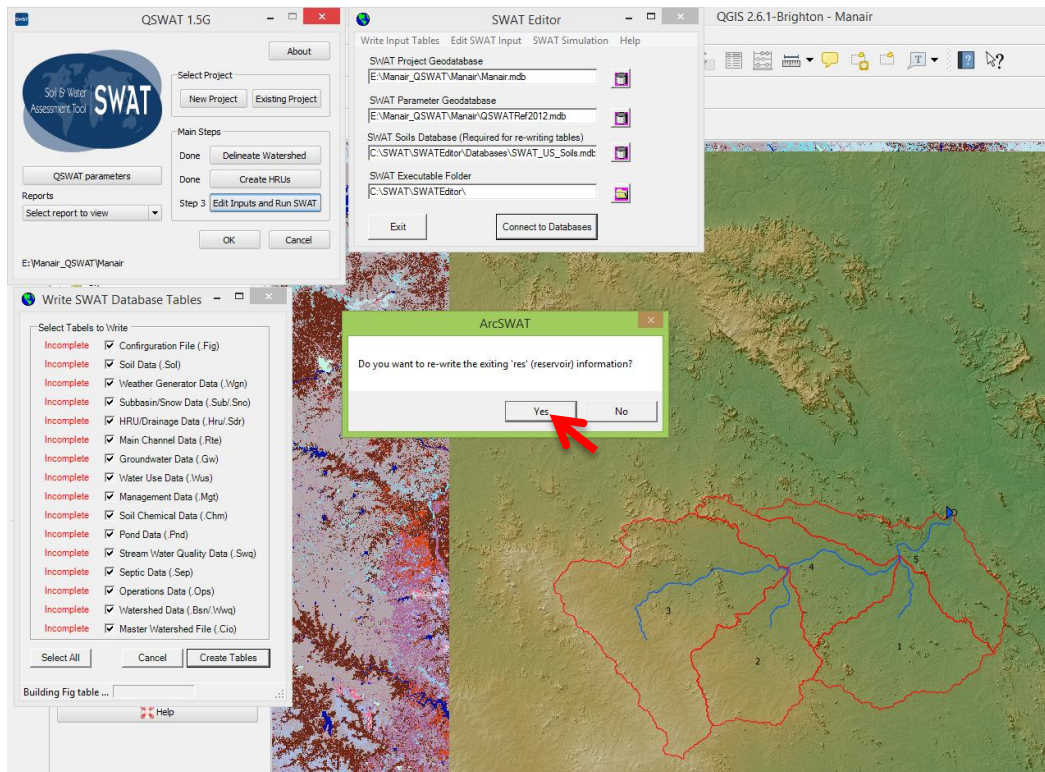 QSWAT 1.5G
About
Soil & Water
Assessment Tool
SWAT
Select Project
New Project
Existing Project
Main Steps
Done
Delineate Watershed
QSWAT parameters
Done
Create HRUs
Reports
Select report to view
Step 3
Edit Inputs and Run SWAT
OK
Cancel
E:\Manair_QSWAT\Manair
SWAT Editor
Write Input Tables Edit SWAT Input SWAT Simulation Help
SWAT Project Geodatabase
E:\Manair_QSWAT\Manair\Manair.mdb
SWAT Parameter Geodatabase
E:\Manair_QSWAT\Manair\QSWATRef2012.mdb
SWAT Soils Database (Required for re-writing tables)
C:\SWAT\SWATEditor\Databases\SWAT_US_Soils.mdb
SWAT Executable Folder
C:\SWAT\SWATEditor\
Exit
Connect to Databases
QGIS 2.6.1-Brighton - Manair
Write SWAT Database Tables
Select Tabels to Write
Incomplete Confirguration File (.Fig)
Incomplete Soil Data (.Sol)
Incomplete Weather Generator Data (.Wgn)
Incomplete Subbasin/Snow Data (.Sub/.Sno)
Incomplete HRU/Drainage Data (.Hru/.Sdr)
Incomplete Main Channel Data (.Rte)
Incomplete Groundwater Data (.Gw)
Incomplete Water Use Data (.Wus)
Incomplete Management Data (.Mgt)
Incomplete Soil Chemical Data (.Chm)
Incomplete Pond Data (.Pnd)
Incomplete Stream Water Quality Data (.Swq)
Incomplete Septic Data (.Sep)
Incomplete Operations Data (.Ops)
Incomplete Watershed Data (.Bsn/.Wwq)
Incomplete Master Watershed File (.Cio)
Select All
Cancel
Create Tables
Building Fig table ...
Help
ArcSWAT
Do you want to re-write the exiting 'res' (reservoir) information?
Yes
No
4
5
3
1
2